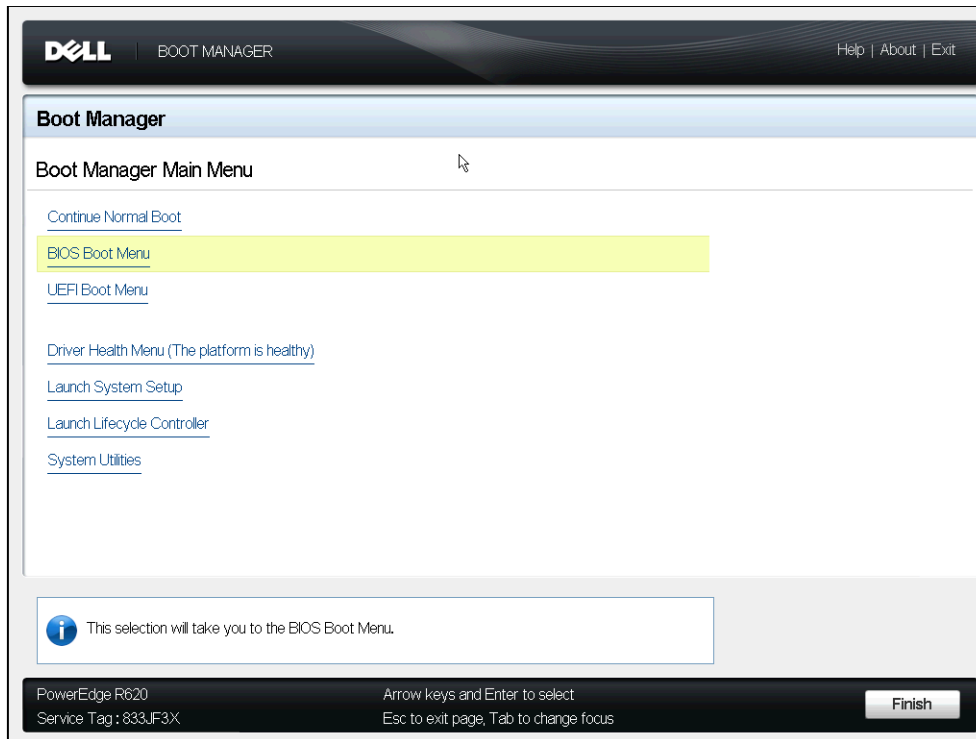 DELL BOOT MANAGER Help | About | Exit
Boot Manager
Boot Manager Main Menu
Continue Normal Boot
BIOS Boot Menu
UEFI Boot Menu
Driver Health Menu (The platform is healthy)
Launch System Setup
Launch Lifecycle Controller
System Utilities
This selection will take you to the BIOS Boot Menu.
PowerEdge R620 Arrow keys and Enter to select
Service Tag : 833JF3X Esc to exit page, Tab to change focus
Finish